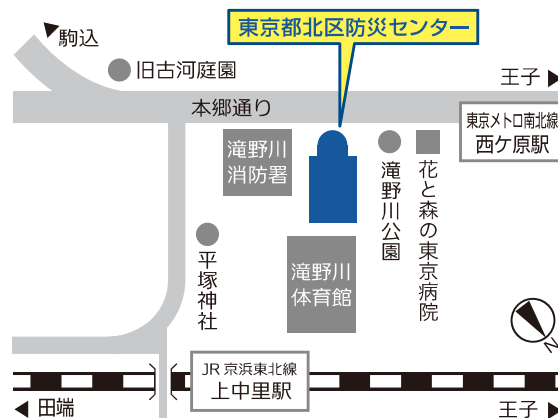 東京都北区防災センター
駒込
旧古河庭園
王子
本郷通り
東京メトロ南北線
西ケ原駅
滝野川
消防署
滝野川公園
花と森の東京病院
平塚神社
滝野川
体育館
N
JR京浜東北線
上中里駅
田端
王子